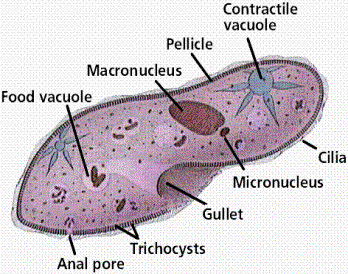 Contractile
vacuole
Pellicle
Macronucleus
Food vacuole
Cilia
Micronucleus
Gullet
Trichocysts
Anal pore